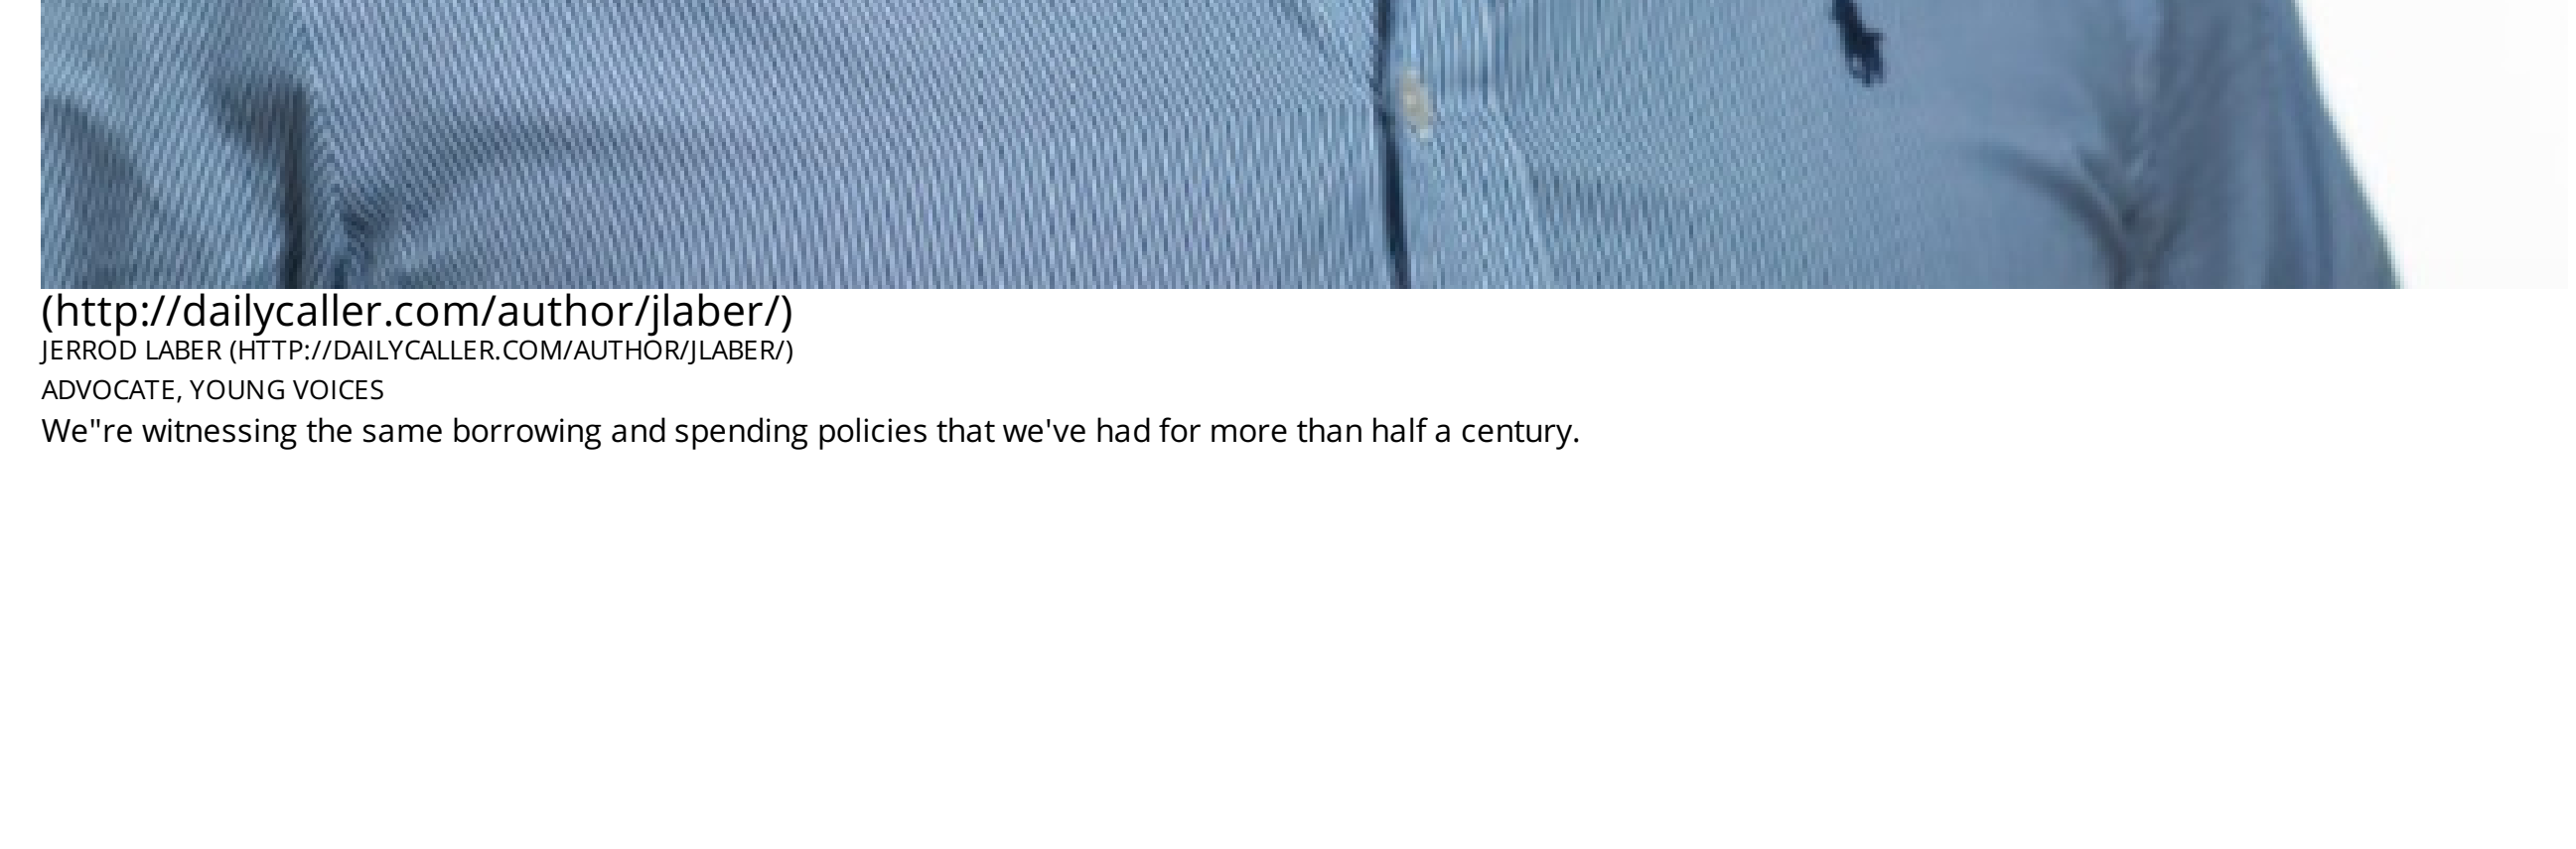 (http://dailycaller.com/author/jlaber/)
JERROD LABER (HTTP://DAILYCALLER.COM/AUTHOR/JLABER/)
ADVOCATE, YOUNG VOICES
We"re witnessing the same borrowing and spending policies that we've had for more than half a century.